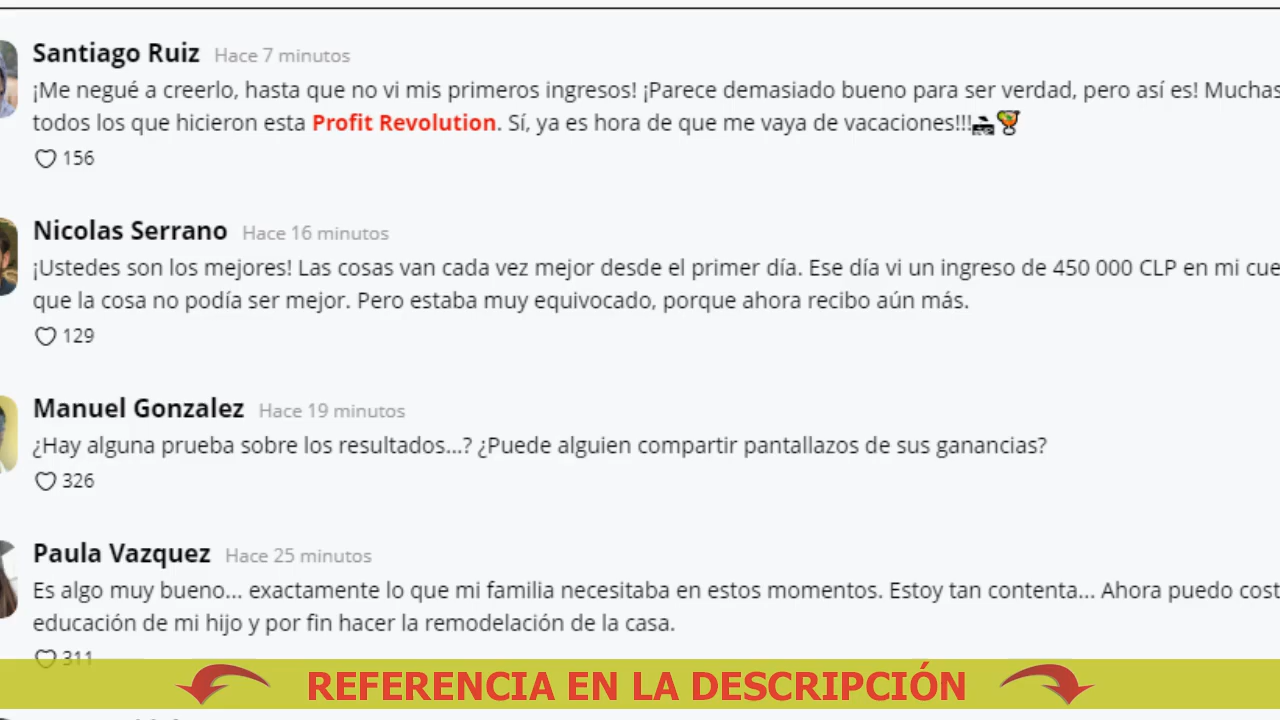 Santiago Ruiz Hace 7 minutos
¡Me negué a creerlo, hasta que no vi mis primeros ingresos! ¡Parece demasiado bueno para ser verdad, pero así es! Muchas
todos los que hicieron esta Profit Revolution. Sí, ya es hora de que me vaya de vacaciones!!!
156
Nicolas Serrano Hace 16 minutos
¡Ustedes son los mejores! Las cosas van cada vez mejor desde el primer día. Ese día vi un ingreso de 450 000 CLP en mi cue
que la cosa no podía ser mejor. Pero estaba muy equivocado, porque ahora recibo aún más.
129
Manuel Gonzalez Hace 19 minutos
¿Hay alguna prueba sobre los resultados...? ¿Puede alguien compartir pantallazos de sus ganancias?
326
Paula Vazquez Hace 25 minutos
Es algo muy bueno... exactamente lo que mi familia necesitaba en estos momentos. Estoy tan contenta... Ahora puedo cost
educación de mi hijo y por fin hacer la remodelación de la casa.
311
REFERENCIA EN LA DESCRIPCIÓN